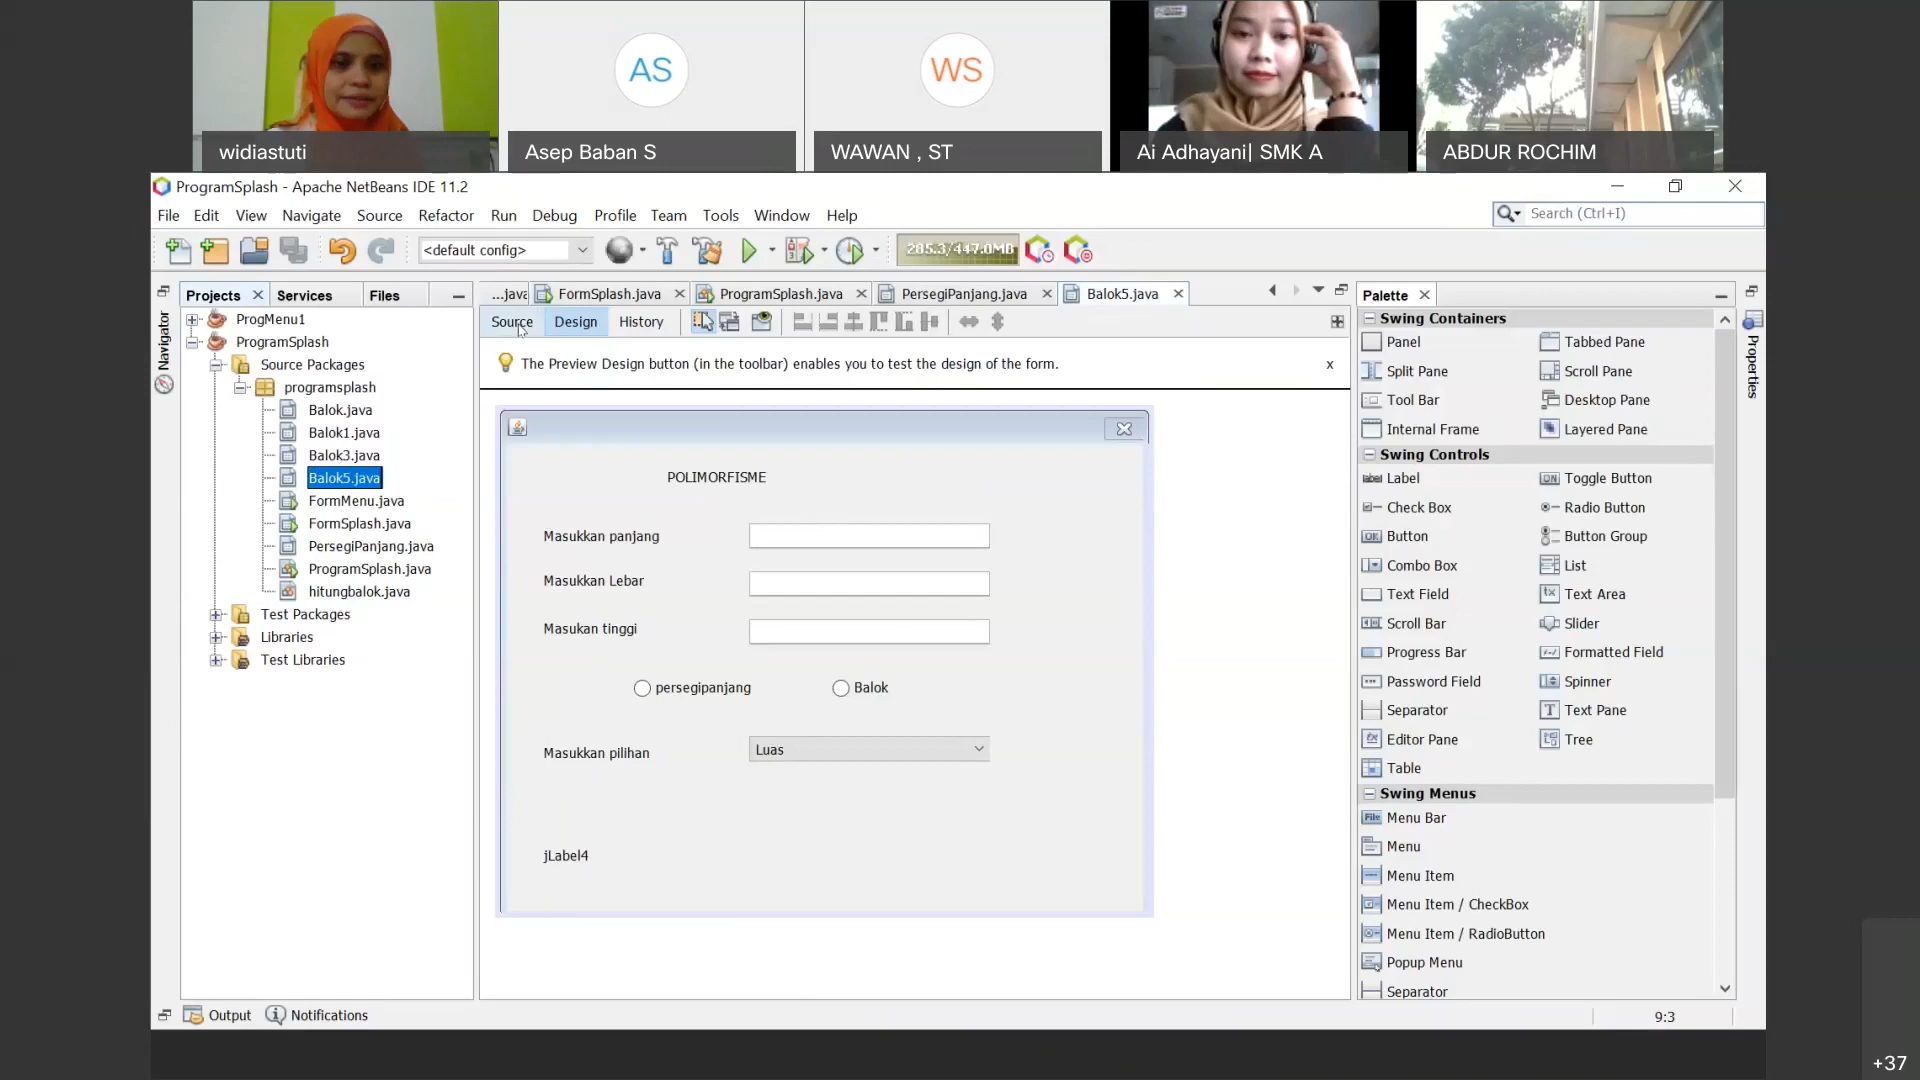 AS
WS
widiastuti
Asep Baban S
WAWAN , ST
Ai Adhayani| SMK A
ABDUR ROCHIM
ProgramSplash - Apache NetBeans IDE 11.2
File Edit View Navigate Source Refactor Run Debug Profile Team Tools Window Help
Search (Ctrl+I)
<default config>
285.3/447.0MB
Projects Services Files
...java FormSplash.java ProgramSplash.java PersegiPanjang.java Balok5.java
Palette
Source Design History
The Preview Design button (in the toolbar) enables you to test the design of the form.
x
Navigator
ProgMenu1
ProgramSplash
Source Packages
programsplash
Balok.java
Balok1.java
Balok3.java
Balok5.java
FormMenu.java
FormSplash.java
PersegiPanjang.java
ProgramSplash.java
hitungbalok.java
Test Packages
Libraries
Test Libraries
POLIMORFISME
Masukkan panjang
Masukkan Lebar
Masukan tinggi
persegipanjang Balok
Masukkan pilihan Luas
jLabel4
Swing Containers
Panel Tabbed Pane
Split Pane Scroll Pane
Tool Bar Desktop Pane
Internal Frame Layered Pane
Swing Controls
label Label ON Toggle Button
Check Box Radio Button
OK Button Button Group
Combo Box List
Text Field Text Area
Scroll Bar Slider
Progress Bar Formatted Field
Password Field Spinner
Separator Text Pane
Editor Pane Tree
Table
Swing Menus
File Menu Bar
Menu
Menu Item
Menu Item / CheckBox
Menu Item / RadioButton
Popup Menu
Separator
Properties
Output Notifications
9:3
+37